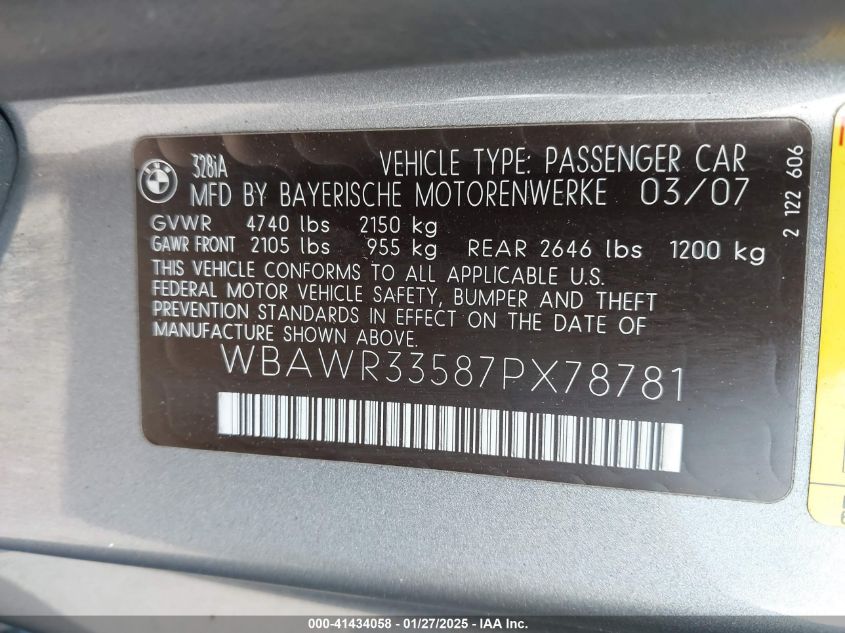 328iA
VEHICLE TYPE: PASSENGER CAR
MFD BY BAYERISCHE MOTORENWERKE 03/07
GVWR 4740 lbs 2150 kg
GAWR FRONT 2105 lbs 955 kg REAR 2646 lbs 1200 kg
THIS VEHICLE CONFORMS TO ALL APPLICABLE U.S.
FEDERAL MOTOR VEHICLE SAFETY, BUMPER AND THEFT
PREVENTION STANDARDS IN EFFECT ON THE DATE OF
MANUFACTURE SHOWN ABOVE.
WBAWR33587PX78781
2 122 606
000-41434058 - 01/27/2025 - IAAI.COM